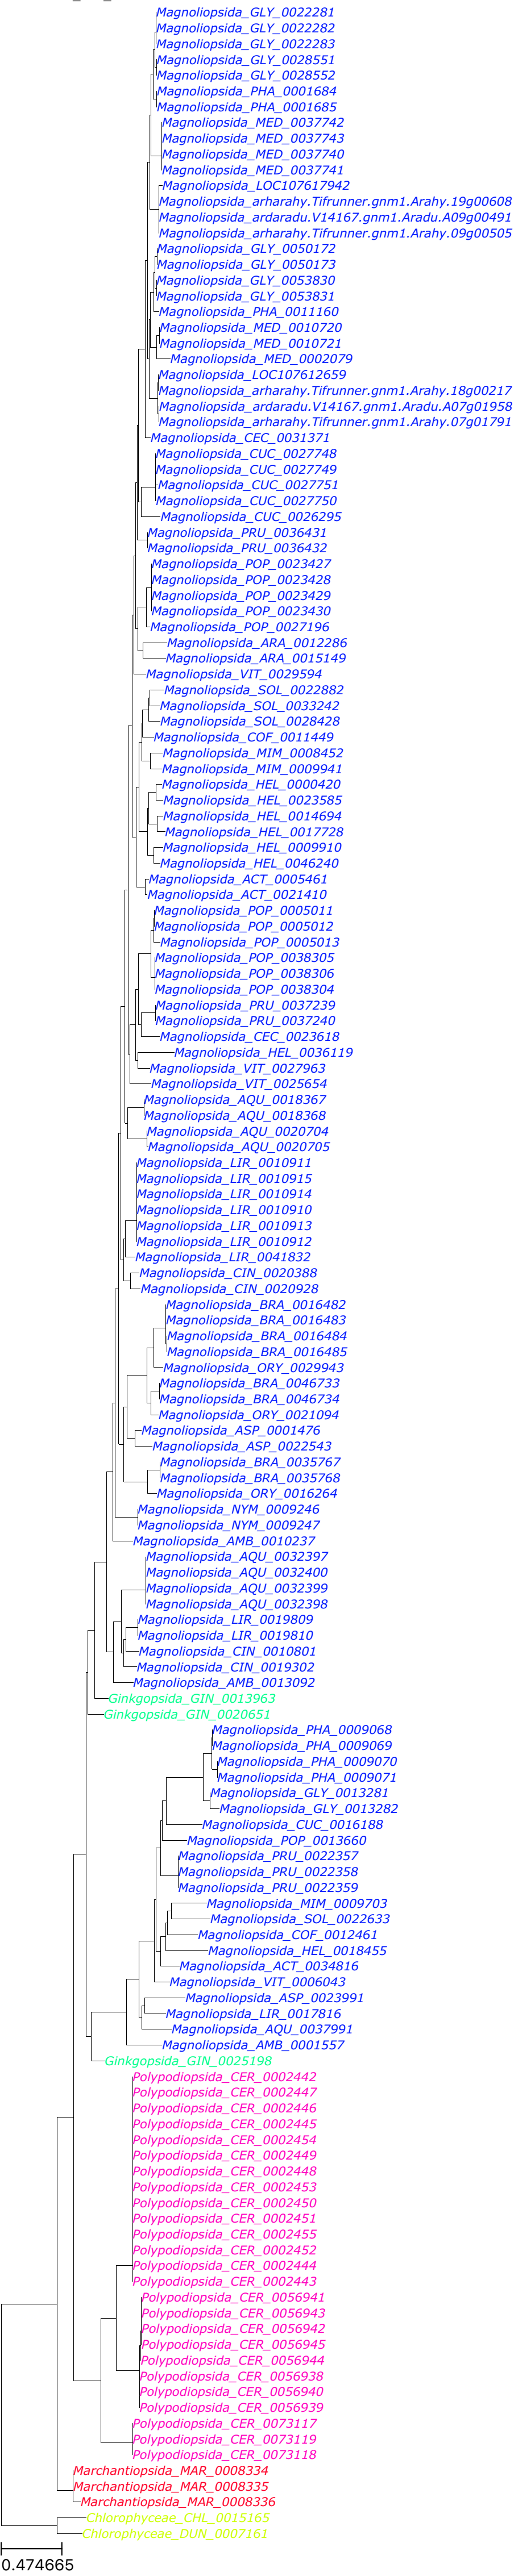 Magnoliopsida_GLY_0022281
Magnoliopsida_GLY_0022282
Magnoliopsida_GLY_0022283
Magnoliopsida_GLY_0028551
Magnoliopsida_GLY_0028552
Magnoliopsida_PHA_0001684
Magnoliopsida_PHA_0001685
Magnoliopsida_MED_0037742
Magnoliopsida_MED_0037743
Magnoliopsida_MED_0037740
Magnoliopsida_MED_0037741
Magnoliopsida_LOC107617942
Magnoliopsida_arharahy.Tifrunner.gnm1.Arahy.19g00608
Magnoliopsida_ardaradu.V14167.gnm1.Aradu.A09g00491
Magnoliopsida_arharahy.Tifrunner.gnm1.Arahy.09g00505
Magnoliopsida_GLY_0050172
Magnoliopsida_GLY_0050173
Magnoliopsida_GLY_0053830
Magnoliopsida_GLY_0053831
Magnoliopsida_PHA_0011160
Magnoliopsida_MED_0010720
Magnoliopsida_MED_0010721
Magnoliopsida_MED_0002079
Magnoliopsida_LOC107612659
Magnoliopsida_arharahy.Tifrunner.gnm1.Arahy.18g00217
Magnoliopsida_ardaradu.V14167.gnm1.Aradu.A07g01958
Magnoliopsida_arharahy.Tifrunner.gnm1.Arahy.07g01791
Magnoliopsida_CEC_0031371
Magnoliopsida_CUC_0027748
Magnoliopsida_CUC_0027749
Magnoliopsida_CUC_0027751
Magnoliopsida_CUC_0027750
Magnoliopsida_CUC_0026295
Magnoliopsida_PRU_0036431
Magnoliopsida_PRU_0036432
Magnoliopsida_POP_0023427
Magnoliopsida_POP_0023428
Magnoliopsida_POP_0023429
Magnoliopsida_POP_0023430
Magnoliopsida_POP_0027196
Magnoliopsida_ARA_0012286
Magnoliopsida_ARA_0015149
Magnoliopsida_VIT_0029594
Magnoliopsida_SOL_0022882
Magnoliopsida_SOL_0033242
Magnoliopsida_SOL_0028428
Magnoliopsida_COF_0011449
Magnoliopsida_MIM_0008452
Magnoliopsida_MIM_0009941
Magnoliopsida_HEL_0000420
Magnoliopsida_HEL_0023585
Magnoliopsida_HEL_0014694
Magnoliopsida_HEL_0017728
Magnoliopsida_HEL_0009910
Magnoliopsida_HEL_0046240
Magnoliopsida_ACT_0005461
Magnoliopsida_ACT_0021410
Magnoliopsida_POP_0005011
Magnoliopsida_POP_0005012
Magnoliopsida_POP_0005013
Magnoliopsida_POP_0038305
Magnoliopsida_POP_0038306
Magnoliopsida_POP_0038304
Magnoliopsida_PRU_0037239
Magnoliopsida_PRU_0037240
Magnoliopsida_CEC_0023618
Magnoliopsida_HEL_0036119
Magnoliopsida_VIT_0027963
Magnoliopsida_VIT_0025654
Magnoliopsida_AQU_0018367
Magnoliopsida_AQU_0018368
Magnoliopsida_AQU_0020704
Magnoliopsida_AQU_0020705
Magnoliopsida_LIR_0010911
Magnoliopsida_LIR_0010915
Magnoliopsida_LIR_0010914
Magnoliopsida_LIR_0010910
Magnoliopsida_LIR_0010913
Magnoliopsida_LIR_0010912
Magnoliopsida_LIR_0041832
Magnoliopsida_CIN_0020388
Magnoliopsida_CIN_0020928
Magnoliopsida_BRA_0016482
Magnoliopsida_BRA_0016483
Magnoliopsida_BRA_0016484
Magnoliopsida_BRA_0016485
Magnoliopsida_ORY_0029943
Magnoliopsida_BRA_0046733
Magnoliopsida_BRA_0046734
Magnoliopsida_ORY_0021094
Magnoliopsida_ASP_0001476
Magnoliopsida_ASP_0022543
Magnoliopsida_BRA_0035767
Magnoliopsida_BRA_0035768
Magnoliopsida_ORY_0016264
Magnoliopsida_NYM_0009246
Magnoliopsida_NYM_0009247
Magnoliopsida_AMB_0010237
Magnoliopsida_AQU_0032397
Magnoliopsida_AQU_0032400
Magnoliopsida_AQU_0032399
Magnoliopsida_AQU_0032398
Magnoliopsida_LIR_0019809
Magnoliopsida_LIR_0019810
Magnoliopsida_CIN_0010801
Magnoliopsida_CIN_0019302
Magnoliopsida_AMB_0013092
Ginkgopsida_GIN_0013963
Ginkgopsida_GIN_0020651
Magnoliopsida_PHA_0009068
Magnoliopsida_PHA_0009069
Magnoliopsida_PHA_0009070
Magnoliopsida_PHA_0009071
Magnoliopsida_GLY_0013281
Magnoliopsida_GLY_0013282
Magnoliopsida_CUC_0016188
Magnoliopsida_POP_0013660
Magnoliopsida_PRU_0022357
Magnoliopsida_PRU_0022358
Magnoliopsida_PRU_0022359
Magnoliopsida_MIM_0009703
Magnoliopsida_SOL_0022633
Magnoliopsida_COF_0012461
Magnoliopsida_HEL_0018455
Magnoliopsida_ACT_0034816
Magnoliopsida_VIT_0006043
Magnoliopsida_ASP_0023991
Magnoliopsida_LIR_0017816
Magnoliopsida_AQU_0037991
Magnoliopsida_AMB_0001557
Ginkgopsida_GIN_0025198
Polypodiopsida_CER_0002442
Polypodiopsida_CER_0002447
Polypodiopsida_CER_0002446
Polypodiopsida_CER_0002445
Polypodiopsida_CER_0002454
Polypodiopsida_CER_0002449
Polypodiopsida_CER_0002448
Polypodiopsida_CER_0002453
Polypodiopsida_CER_0002450
Polypodiopsida_CER_0002451
Polypodiopsida_CER_0002455
Polypodiopsida_CER_0002452
Polypodiopsida_CER_0002444
Polypodiopsida_CER_0002443
Polypodiopsida_CER_0056941
Polypodiopsida_CER_0056943
Polypodiopsida_CER_0056942
Polypodiopsida_CER_0056945
Polypodiopsida_CER_0056944
Polypodiopsida_CER_0056938
Polypodiopsida_CER_0056940
Polypodiopsida_CER_0056939
Polypodiopsida_CER_0073117
Polypodiopsida_CER_0073119
Polypodiopsida_CER_0073118
Marchantiopsida_MAR_0008334
Marchantiopsida_MAR_0008335
Marchantiopsida_MAR_0008336
Chlorophyceae_CHL_0015165
Chlorophyceae_DUN_0007161
0.474665